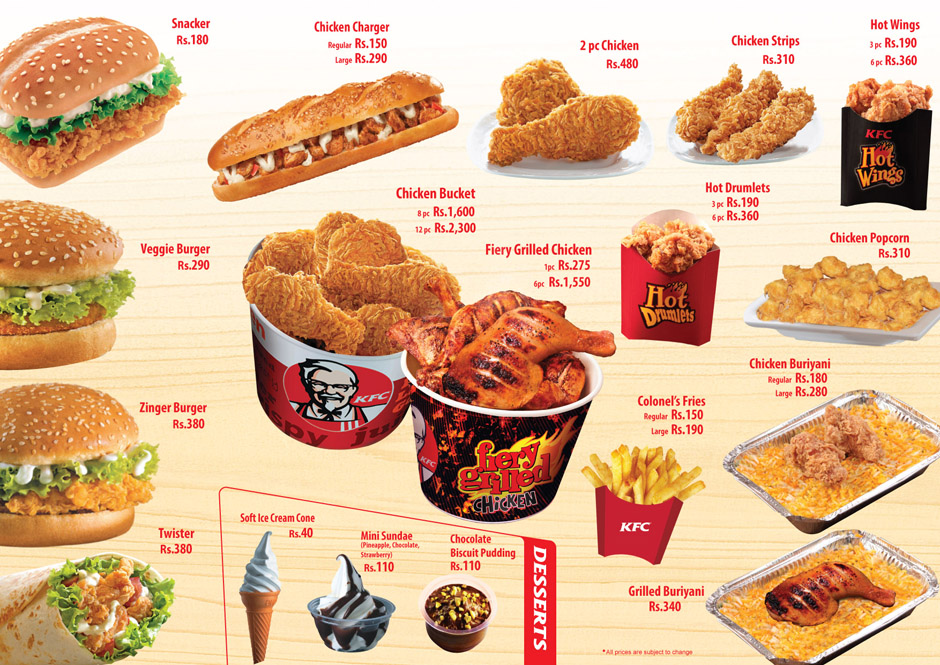 Snacker
Rs.180
Chicken Charger
Regular Rs.150
Large Rs.290
2 pc Chicken
Rs.480
Chicken Strips
Rs.310
Hot Wings
3 pc Rs.190
6 pc Rs.360
KFC
Hot
Wings
Chicken Bucket
8 pc Rs.1,600
12 pc Rs.2,300
Hot Drumlets
3 pc Rs.190
6 pc Rs.360
Hot
Drumlets
Veggie Burger
Rs.290
Fiery Grilled Chicken
1pc Rs.275
6pc Rs.1,550
Chicken Popcorn
Rs.310
KFC
KFC
fiery
grilled
CHICKEN
Chicken Buriyani
Regular Rs.180
Large Rs.280
Zinger Burger
Rs.380
Colonel's Fries
Regular Rs.150
Large Rs.190
KFC
Twister
Rs.380
Soft Ice Cream Cone
Rs.40
Mini Sundae
(Pineapple, Chocolate,
Strawberry)
Rs.110
Chocolate
Biscuit Pudding
Rs.110
DESSERTS
Grilled Buriyani
Rs.340
*All prices are subject to change